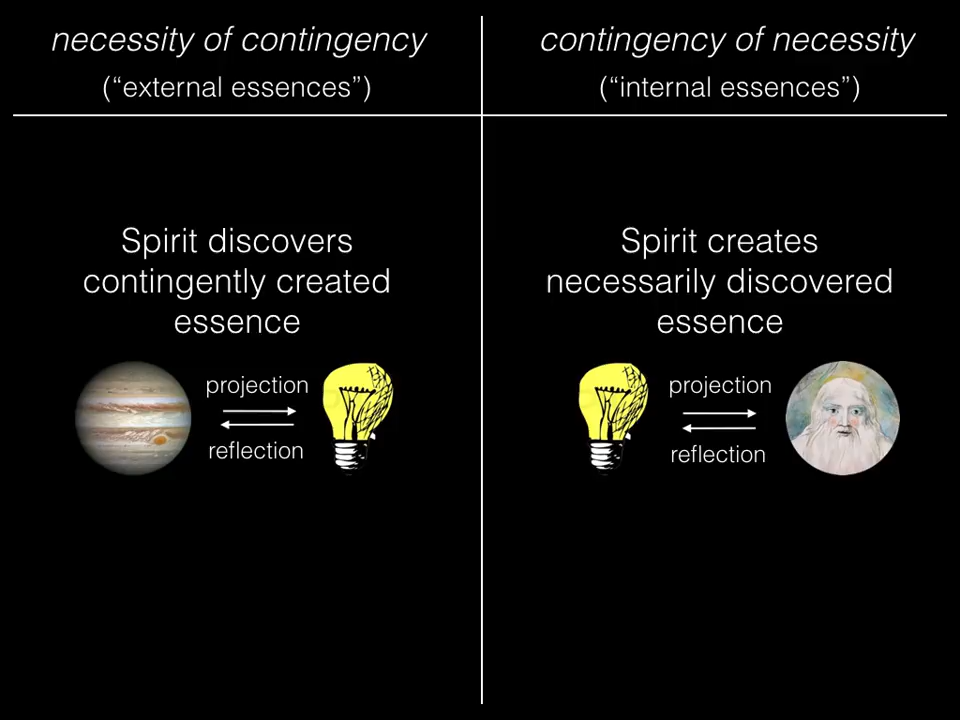 necessity of contingency
(“external essences”)
contingency of necessity
(“internal essences”)
Spirit discovers
contingently created
essence
projection
reflection
Spirit creates
necessarily discovered
essence
projection
reflection